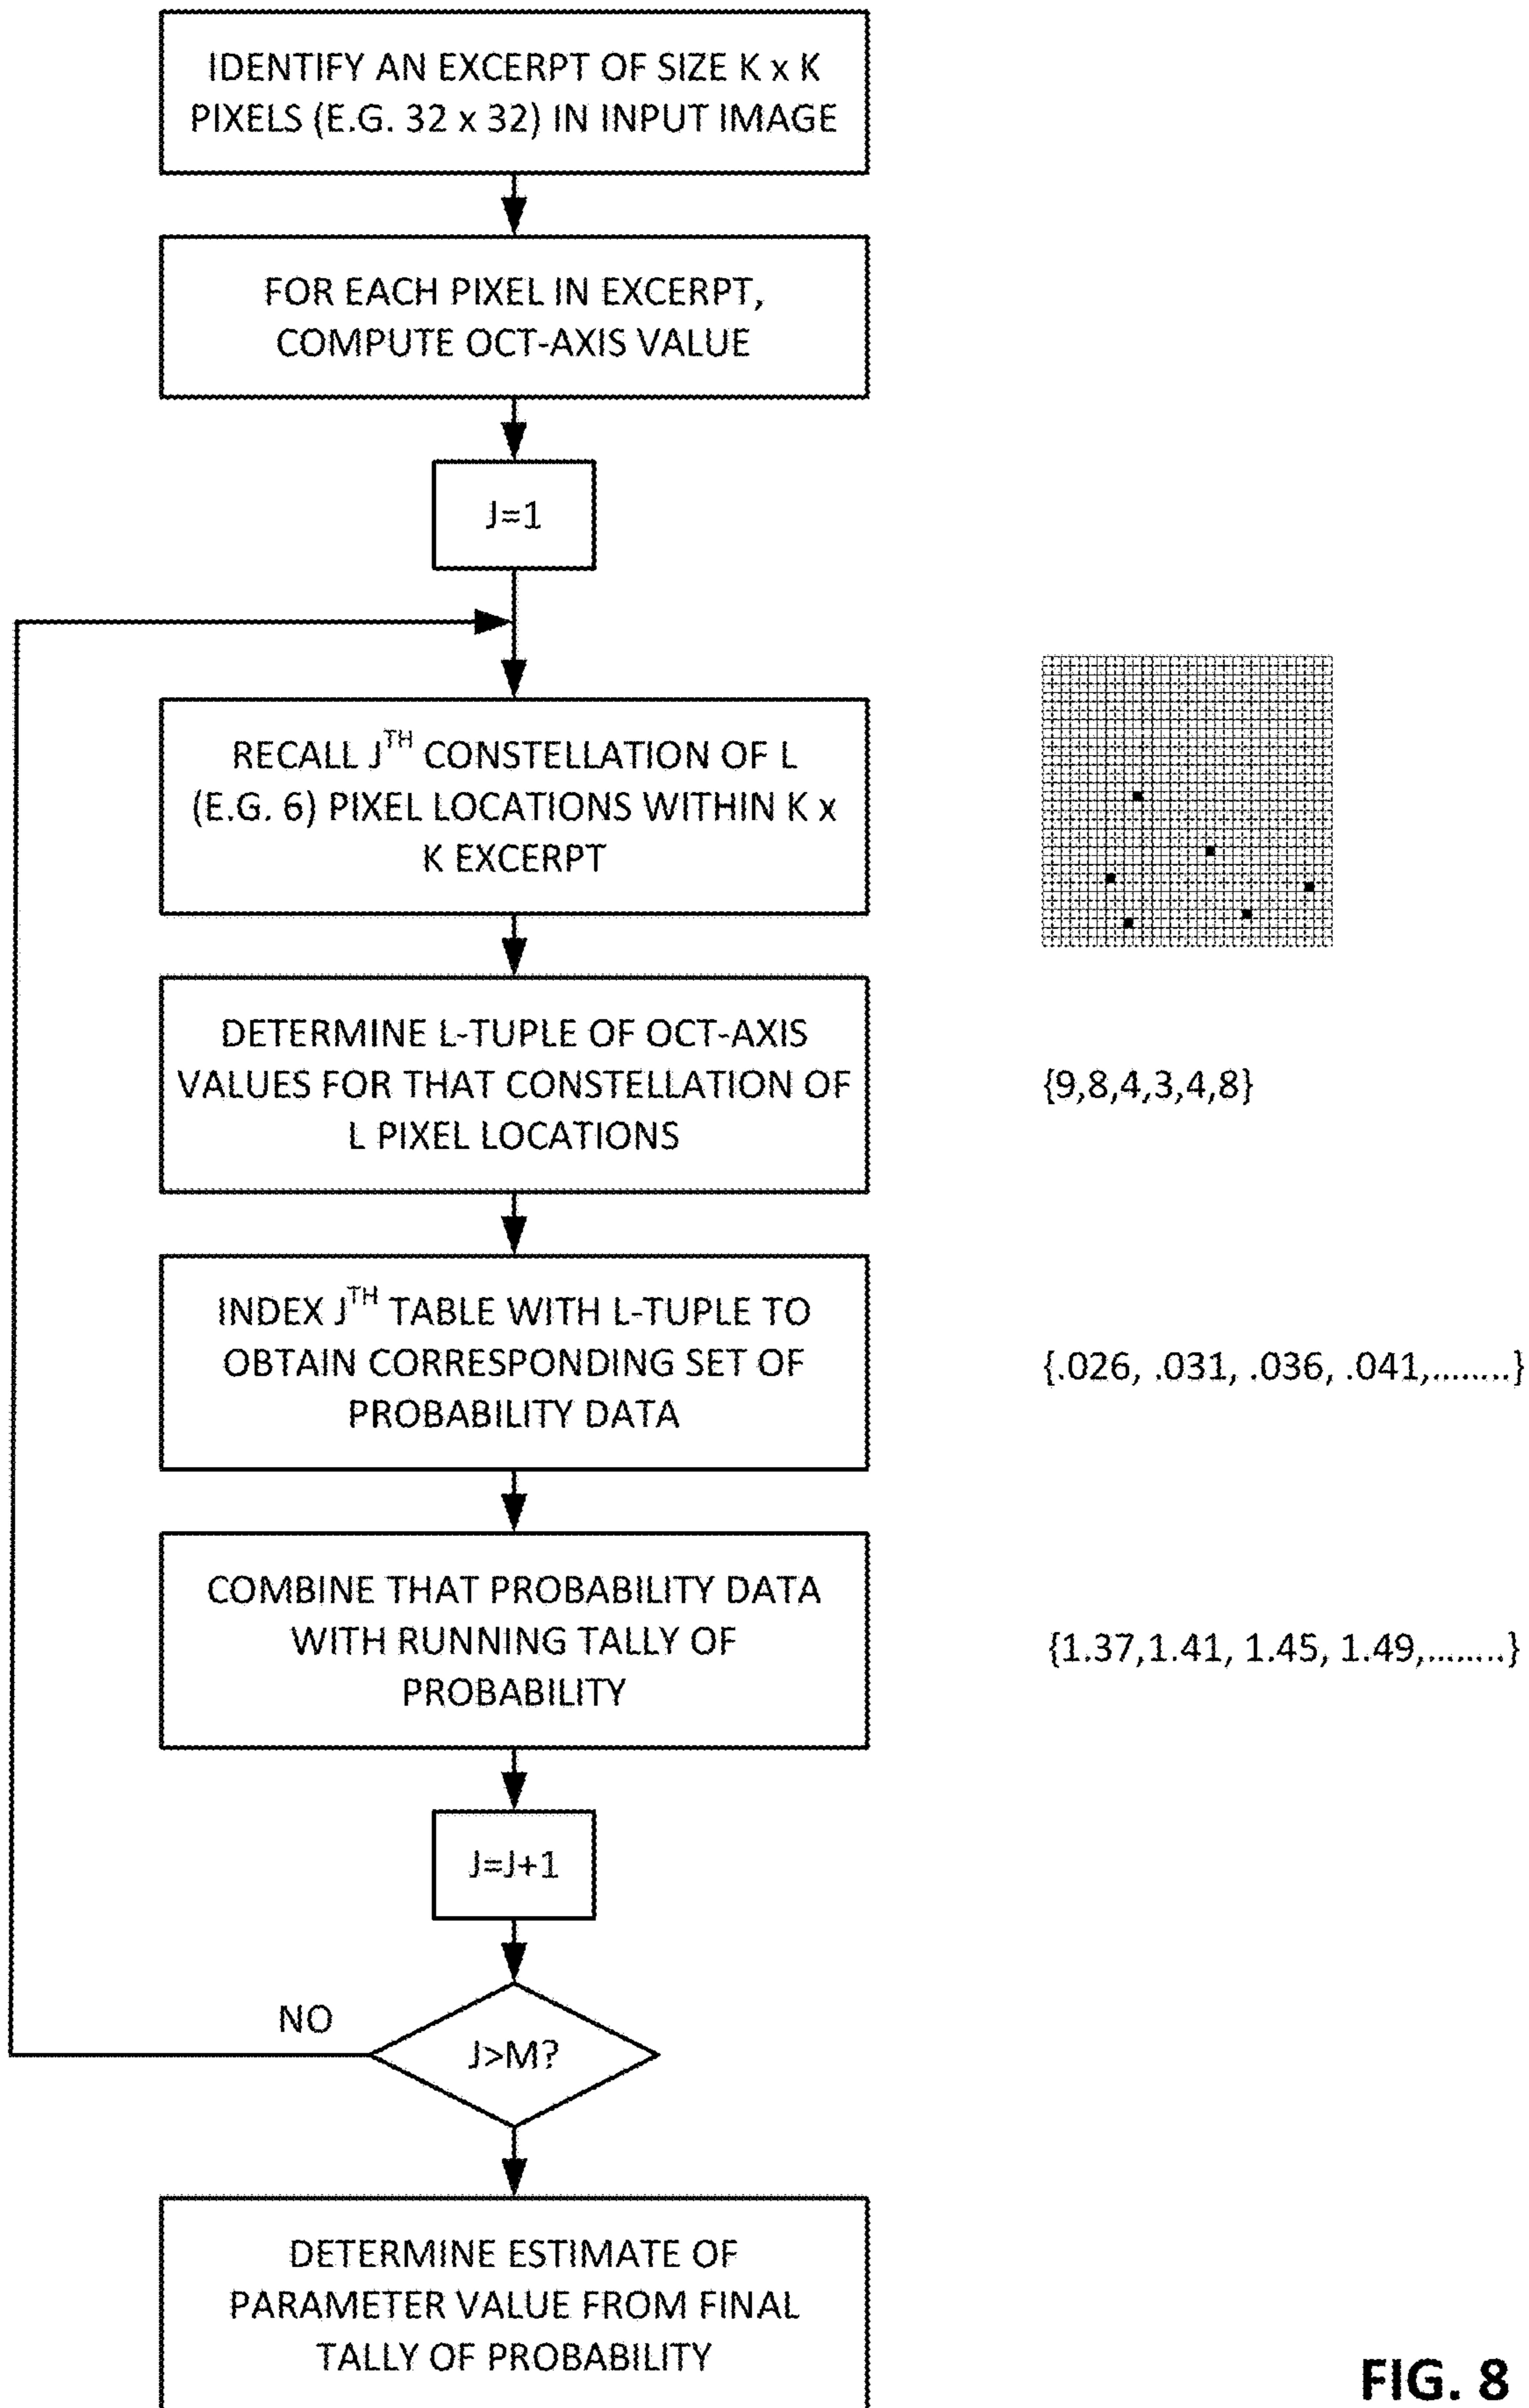 IDENTIFY AN EXCERPT OF SIZE K x K
PIXELS (E.G. 32 x 32) IN INPUT IMAGE
FOR EACH PIXEL IN EXCERPT,
COMPUTE OCT-AXIS VALUE
J=1
RECALL J^TH CONSTELLATION OF L
(E.G. 6) PIXEL LOCATIONS WITHIN K x
K EXCERPT
DETERMINE L-TUPLE OF OCT-AXIS
VALUES FOR THAT CONSTELLATION OF
L PIXEL LOCATIONS
{9,8,4,3,4,8}
INDEX J^TH TABLE WITH L-TUPLE TO
OBTAIN CORRESPONDING SET OF
PROBABILITY DATA
{.026, .031, .036, .041,........}
COMBINE THAT PROBABILITY DATA
WITH RUNNING TALLY OF
PROBABILITY
{1.37,1.41, 1.45, 1.49,........}
J=J+1
NO
J>M?
DETERMINE ESTIMATE OF
PARAMETER VALUE FROM FINAL
TALLY OF PROBABILITY
FIG. 8